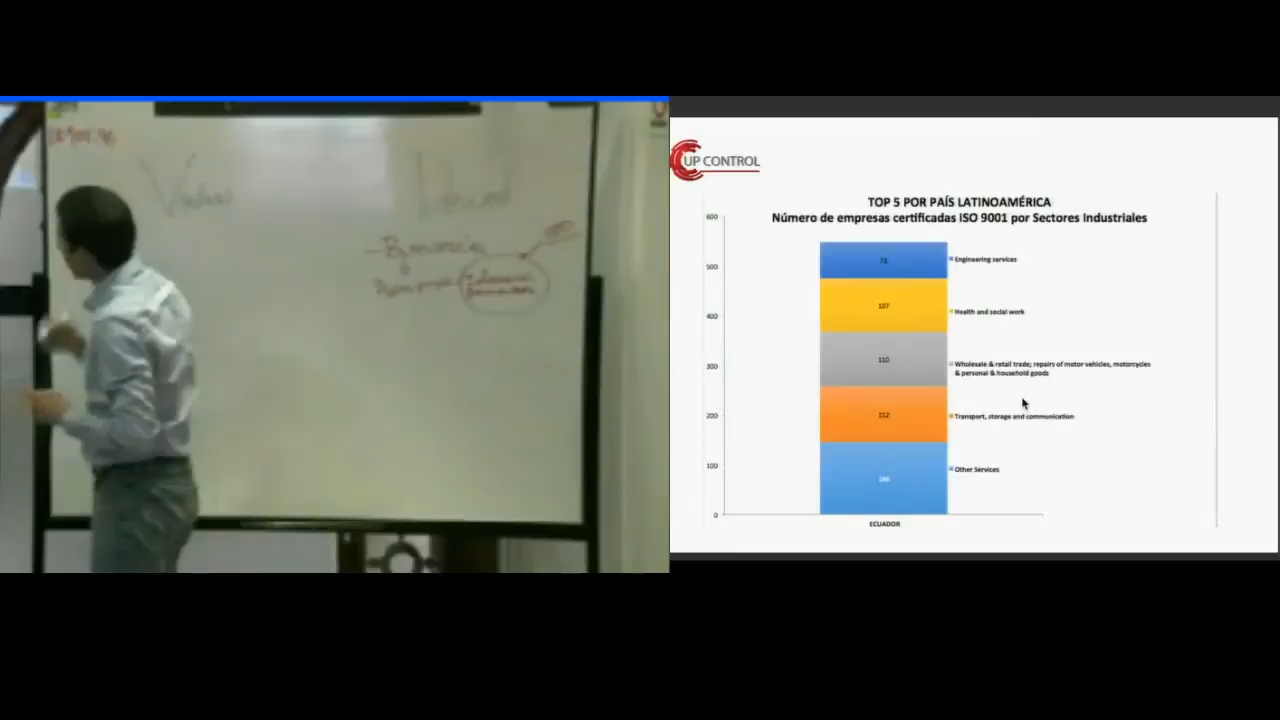 UP CONTROL
TOP 5 POR PAÍS LATINOAMÉRICA
Número de empresas certificadas ISO 9001 por Sectores Industriales
600
500
400
300
200
100
0
73
107
110
112
146
Engineering services
Health and social work
Wholesale & retail trade; repairs of motor vehicles, motorcycles
& personal & household goods
Transport, storage and communication
Other Services
ECUADOR